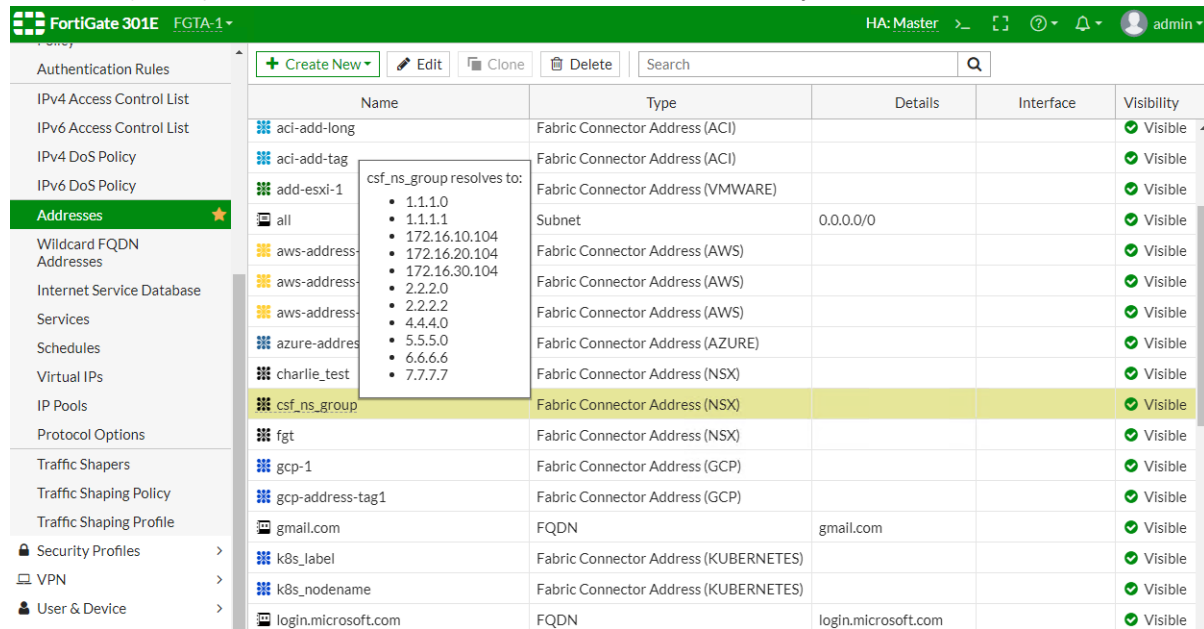 FortiGate 301E FGTA-1 HA: Master >_ admin
Policy
Authentication Rules
IPv4 Access Control List
IPv6 Access Control List
IPv4 DoS Policy
IPv6 DoS Policy
Addresses
Wildcard FQDN
Addresses
Internet Service Database
Services
Schedules
Virtual IPs
IP Pools
Protocol Options
Traffic Shapers
Traffic Shaping Policy
Traffic Shaping Profile
Security Profiles
VPN
User & Device
+ Create New Edit Clone Delete Search
Name Type Details Interface Visibility
aci-add-long Fabric Connector Address (ACI) Visible
aci-add-tag Fabric Connector Address (ACI) Visible
add-esxi-1 Fabric Connector Address (VMWARE) Visible
all Subnet 0.0.0.0/0 Visible
aws-address- Fabric Connector Address (AWS) Visible
aws-address- Fabric Connector Address (AWS) Visible
aws-address- Fabric Connector Address (AWS) Visible
azure-addres Fabric Connector Address (AZURE) Visible
charlie_test Fabric Connector Address (NSX) Visible
csf_ns_group Fabric Connector Address (NSX) Visible
fgt Fabric Connector Address (NSX) Visible
gcp-1 Fabric Connector Address (GCP) Visible
gcp-address-tag1 Fabric Connector Address (GCP) Visible
gmail.com FQDN gmail.com Visible
k8s_label Fabric Connector Address (KUBERNETES) Visible
k8s_nodename Fabric Connector Address (KUBERNETES) Visible
login.microsoft.com FQDN login.microsoft.com Visible
csf_ns_group resolves to:
• 1.1.1.0
• 1.1.1.1
• 172.16.10.104
• 172.16.20.104
• 172.16.30.104
• 2.2.2.0
• 2.2.2.2
• 4.4.4.0
• 5.5.5.0
• 6.6.6.6
• 7.7.7.7